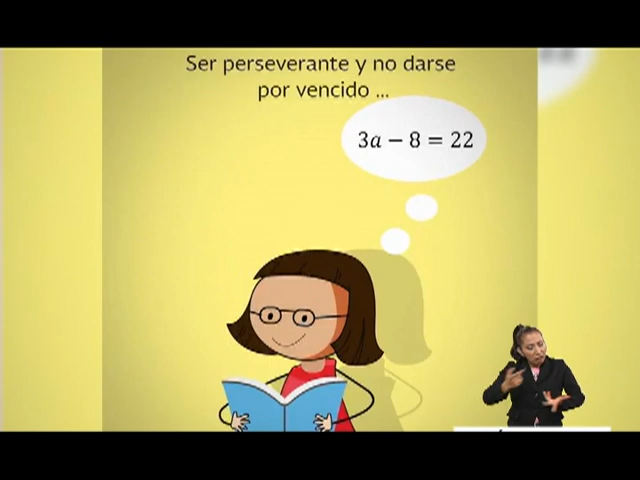 Ser perseverante y no darse
por vencido ...
3a − 8 = 22